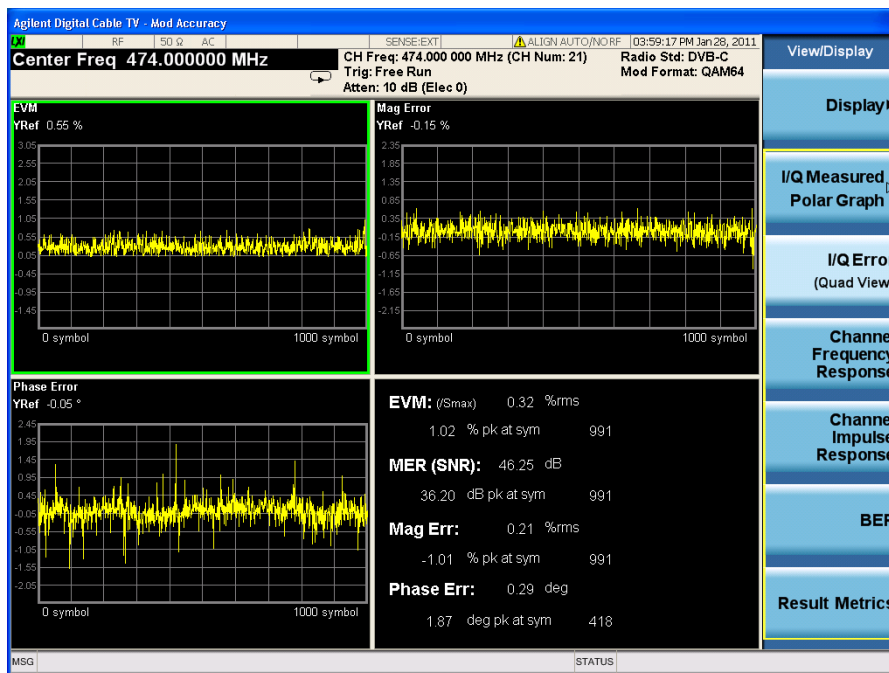 Agilent Digital Cable TV - Mod Accuracy
LXI RF 50 Ω AC SENSE:EXT ALIGN AUTO/NO RF 03:59:17 PM Jan 28, 2011
Center Freq 474.000000 MHz
CH Freq: 474.000 000 MHz (CH Num: 21)
Trig: Free Run
Atten: 10 dB (Elec 0)
Radio Std: DVB-C
Mod Format: QAM64
EVM
YRef 0.55 %
3.05
2.55
2.05
1.55
1.05
0.55
0.05
-0.45
-0.95
-1.45
0 symbol 1000 symbol
Mag Error
YRef -0.15 %
2.35
1.85
1.35
0.85
0.35
-0.15
-0.65
-1.15
-1.65
-2.15
0 symbol 1000 symbol
Phase Error
YRef -0.05 °
2.45
1.95
1.45
0.95
0.45
-0.05
-0.55
-1.05
-1.55
-2.05
0 symbol 1000 symbol
EVM: (/Smax) 0.32 %rms
1.02 % pk at sym 991
MER (SNR): 46.25 dB
36.20 dB pk at sym 991
Mag Err: 0.21 %rms
-1.01 % pk at sym 991
Phase Err: 0.29 deg
1.87 deg pk at sym 418
View/Display
Display
I/Q Measured
Polar Graph
I/Q Erro
(Quad View
Channe
Frequency
Response
Channe
Impulse
Response
BER
Result Metrics
MSG STATUS